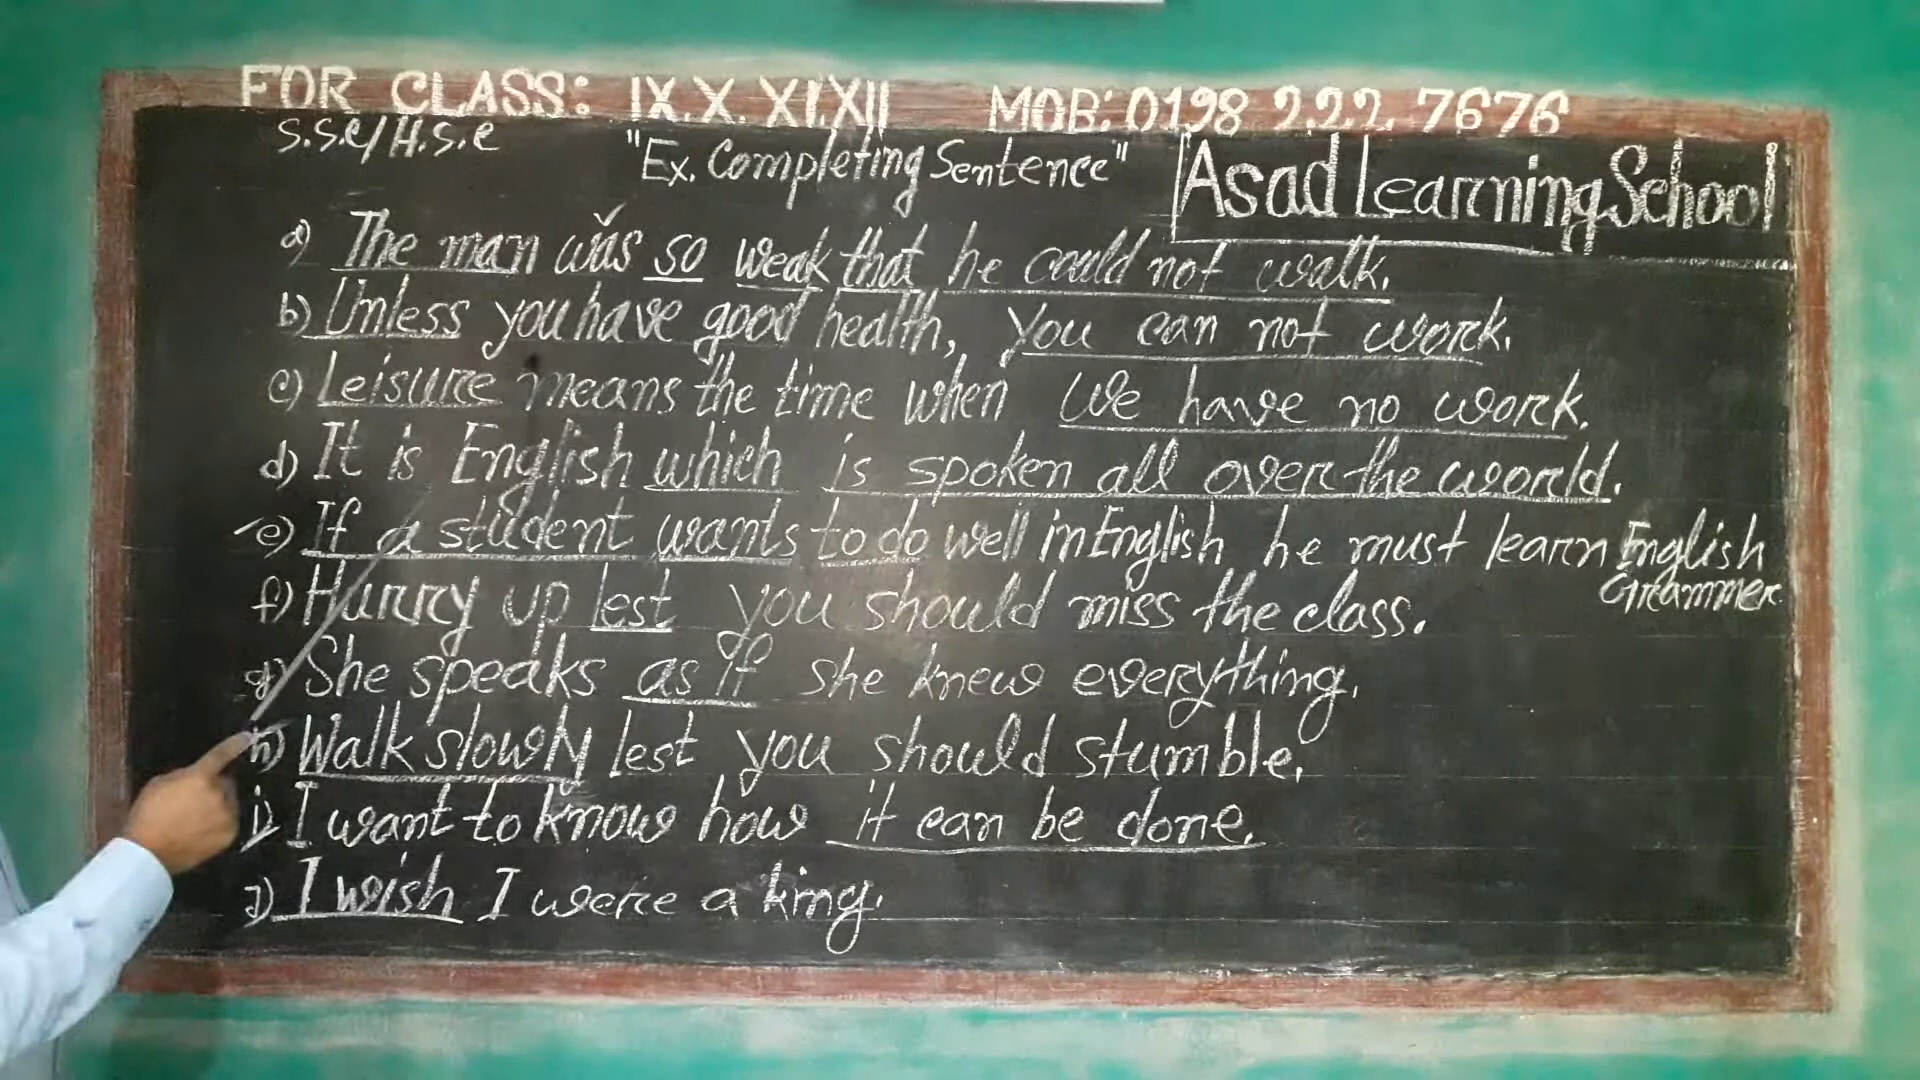 FOR CLASS: IX.X.XI.XII MOB: 0198 222 7676
S.S.C/H.S.C "Ex. Completing Sentence" Asad Learning School
a) The man was so weak that he could not walk.
b) Unless you have good health, you can not work.
c) Leisure means the time when we have no work.
d) It is English which is spoken all over the world.
e) If a student wants to do well in English he must learn English
Grammer.
f) Hurry up lest you should miss the class.
g) She speaks as if she knew everything.
h) Walk slowly lest you should stumble.
i) I want to know how it can be done.
j) I wish I were a king.